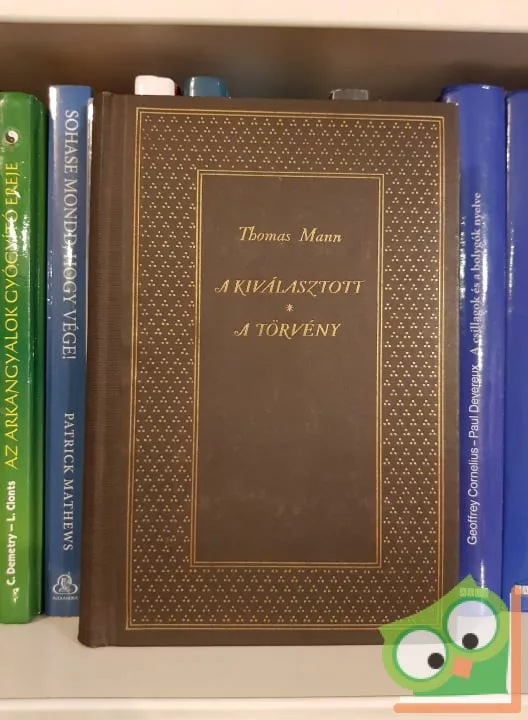 C. Demetry – L. Clonts AZ ARKANGYALOK GYÓGYÍTÓ EREJE
SOHASE MONDD, HOGY VÉGE!
PATRICK MATHEWS
Thomas Mann
A KIVÁLASZTOTT
*
A TÖRVÉNY
Geoffrey Cornelius – Paul Devereux A csillagok és a bolygók nyelve